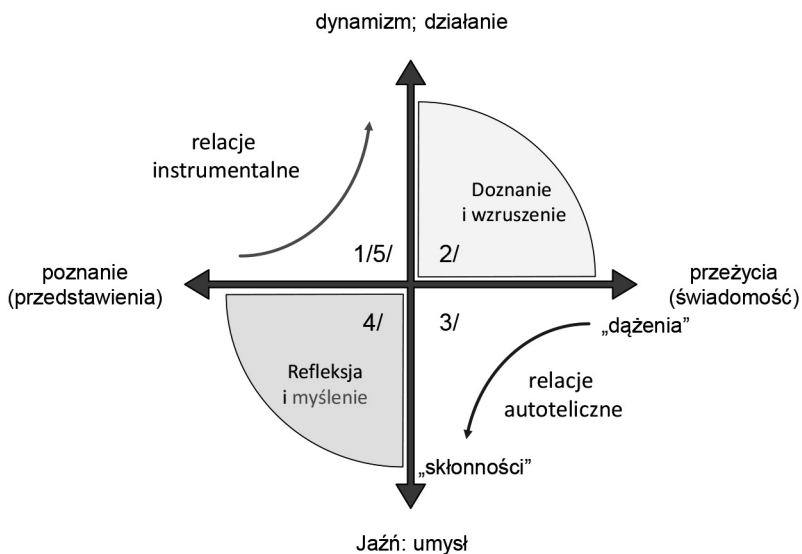 dynamizm; działanie
relacje
instrumentalne
Doznanie
i wzruszenie
1/5/
2/
poznanie
(przedstawienia)
przeżycia
(świadomość)
4/
3/
„dążenia”
Refleksja
i myślenie
relacje
autoteliczne
„skłonności”
Jaźń: umysł